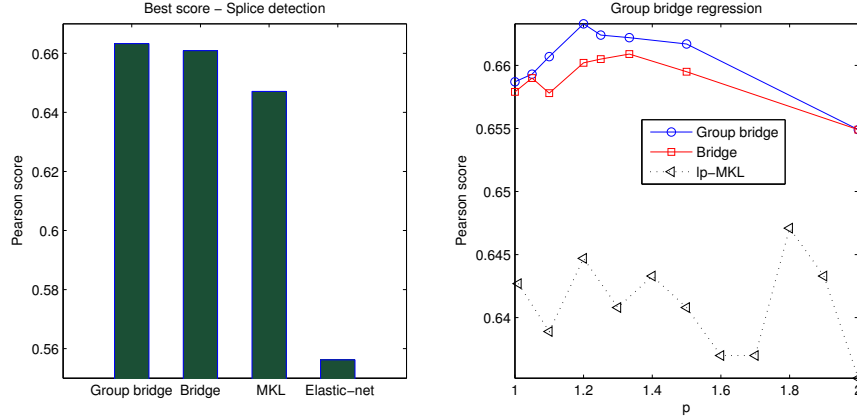 Best score − Splice detection
Pearson score
0.66
0.64
0.62
0.6
0.58
0.56
Group bridge
Bridge
MKL
Elastic−net
Group bridge regression
Pearson score
0.66
0.655
0.65
0.645
0.64
Group bridge
Bridge
lp−MKL
1
1.2
1.4
1.6
1.8
2
p